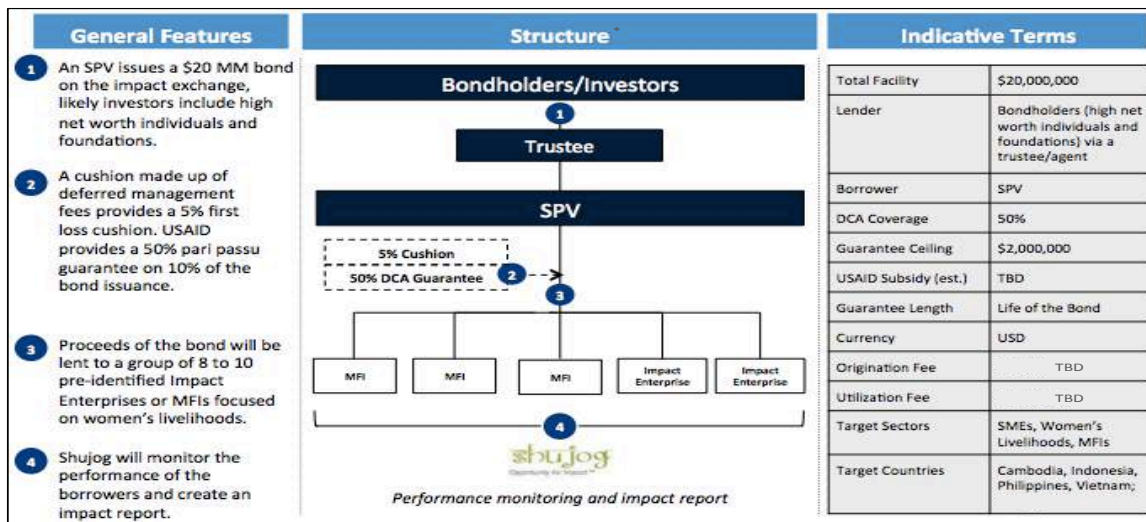 General Features
1
An SPV issues a $20 MM bond
on the impact exchange,
likely investors include high
net worth individuals and
foundations.
2
A cushion made up of
deferred management
fees provides a 5% first
loss cushion. USAID
provides a 50% pari passu
guarantee on 10% of the
bond issuance.
3
Proceeds of the bond will be
lent to a group of 8 to 10
pre-identified Impact
Enterprises or MFIs focused
on women's livelihoods.
4
Shujog will monitor the
performance of the
borrowers and create an
impact report.
Structure
Bondholders/Investors
1
Trustee
SPV
5% Cushion
50% DCA Guarantee
2
3
MFI
MFI
MFI
Impact
Enterprise
Impact
Enterprise
4
shujog
Opportunity for Impact™
Performance monitoring and impact report
Indicative Terms
Total Facility $20,000,000
Lender Bondholders (high net
worth individuals and
foundations) via a
trustee/agent
Borrower SPV
DCA Coverage 50%
Guarantee Ceiling $2,000,000
USAID Subsidy (est.) TBD
Guarantee Length Life of the Bond
Currency USD
Origination Fee TBD
Utilization Fee TBD
Target Sectors SMEs, Women's
Livelihoods, MFIs
Target Countries Cambodia, Indonesia,
Philippines, Vietnam;